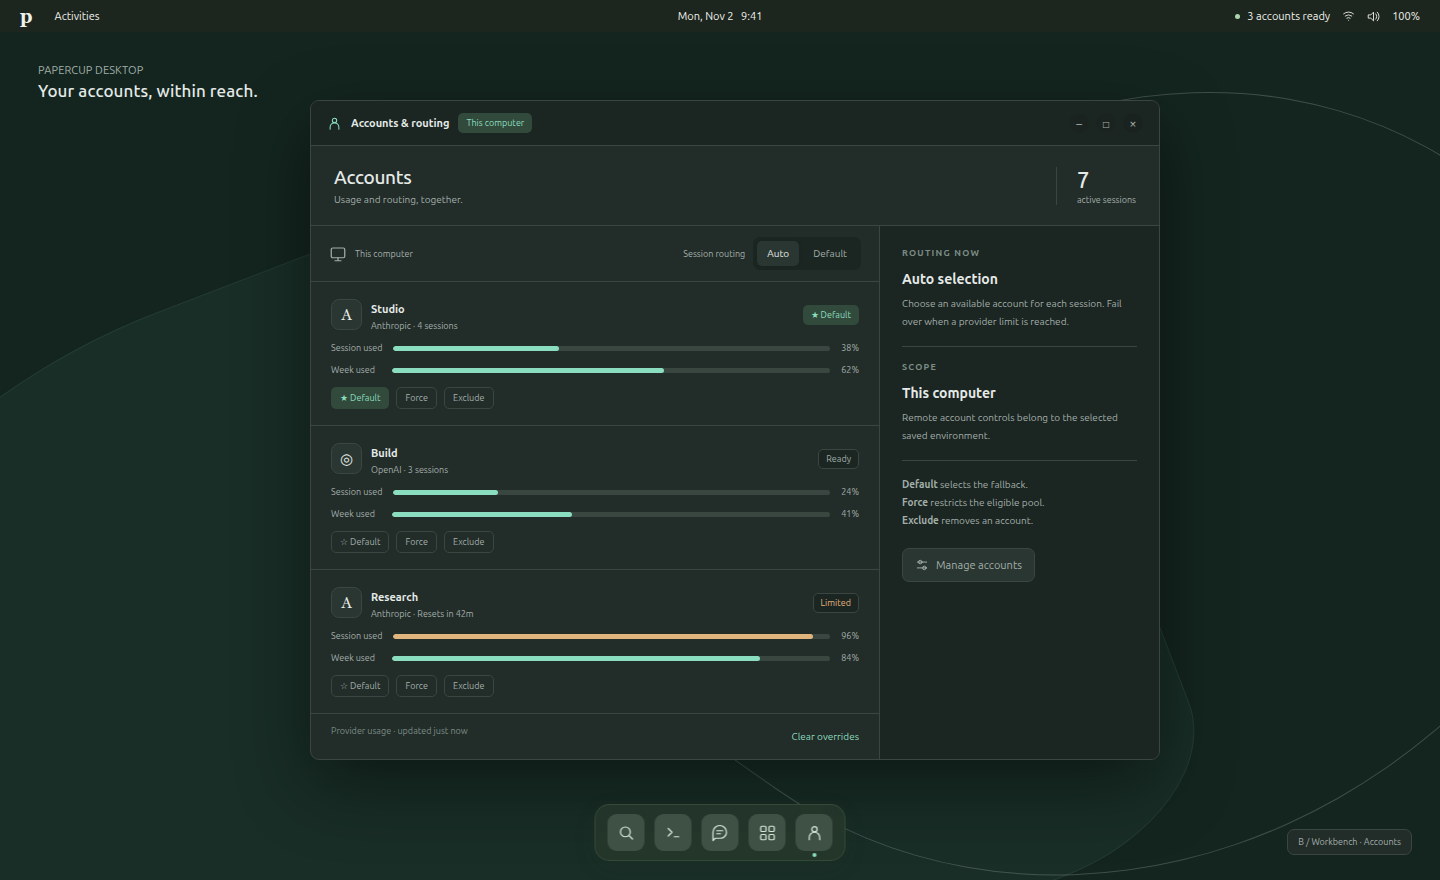 p Activities
Mon, Nov 2 9:41
3 accounts ready
100%
PAPERCUP DESKTOP
Your accounts, within reach.
Accounts & routing This computer
Accounts
Usage and routing, together.
7
active sessions
This computer
Session routing Auto Default
A Studio
Anthropic · 4 sessions
★ Default
Session used 38%
Week used 62%
★ Default Force Exclude
Build
OpenAI · 3 sessions
Ready
Session used 24%
Week used 41%
☆ Default Force Exclude
A Research
Anthropic · Resets in 42m
Limited
Session used 96%
Week used 84%
☆ Default Force Exclude
Provider usage · updated just now
Clear overrides
ROUTING NOW
Auto selection
Choose an available account for each session. Fail
over when a provider limit is reached.
SCOPE
This computer
Remote account controls belong to the selected
saved environment.
Default selects the fallback.
Force restricts the eligible pool.
Exclude removes an account.
Manage accounts
B / Workbench · Accounts